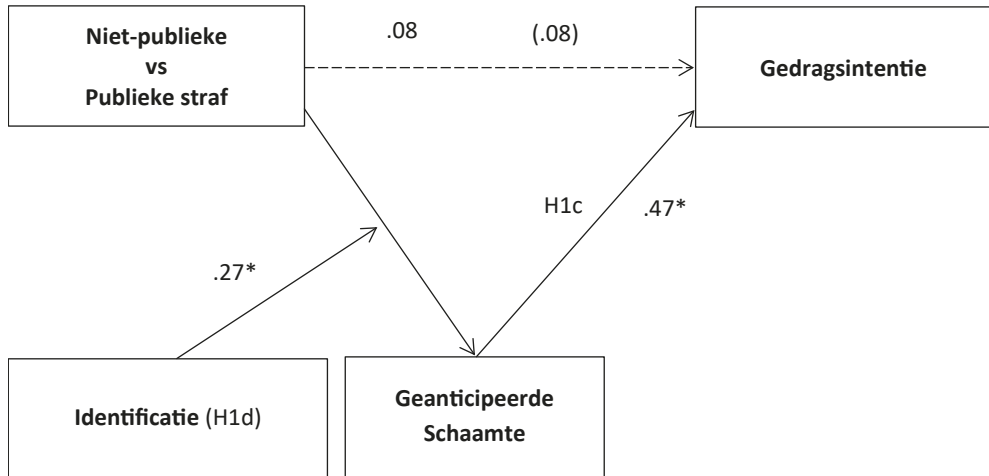 Niet-publieke
vs
Publieke straf
.08
(.08)
Gedragsintentie
H1c
.47*
.27*
Identificatie (H1d)
Geanticipeerde
Schaamte